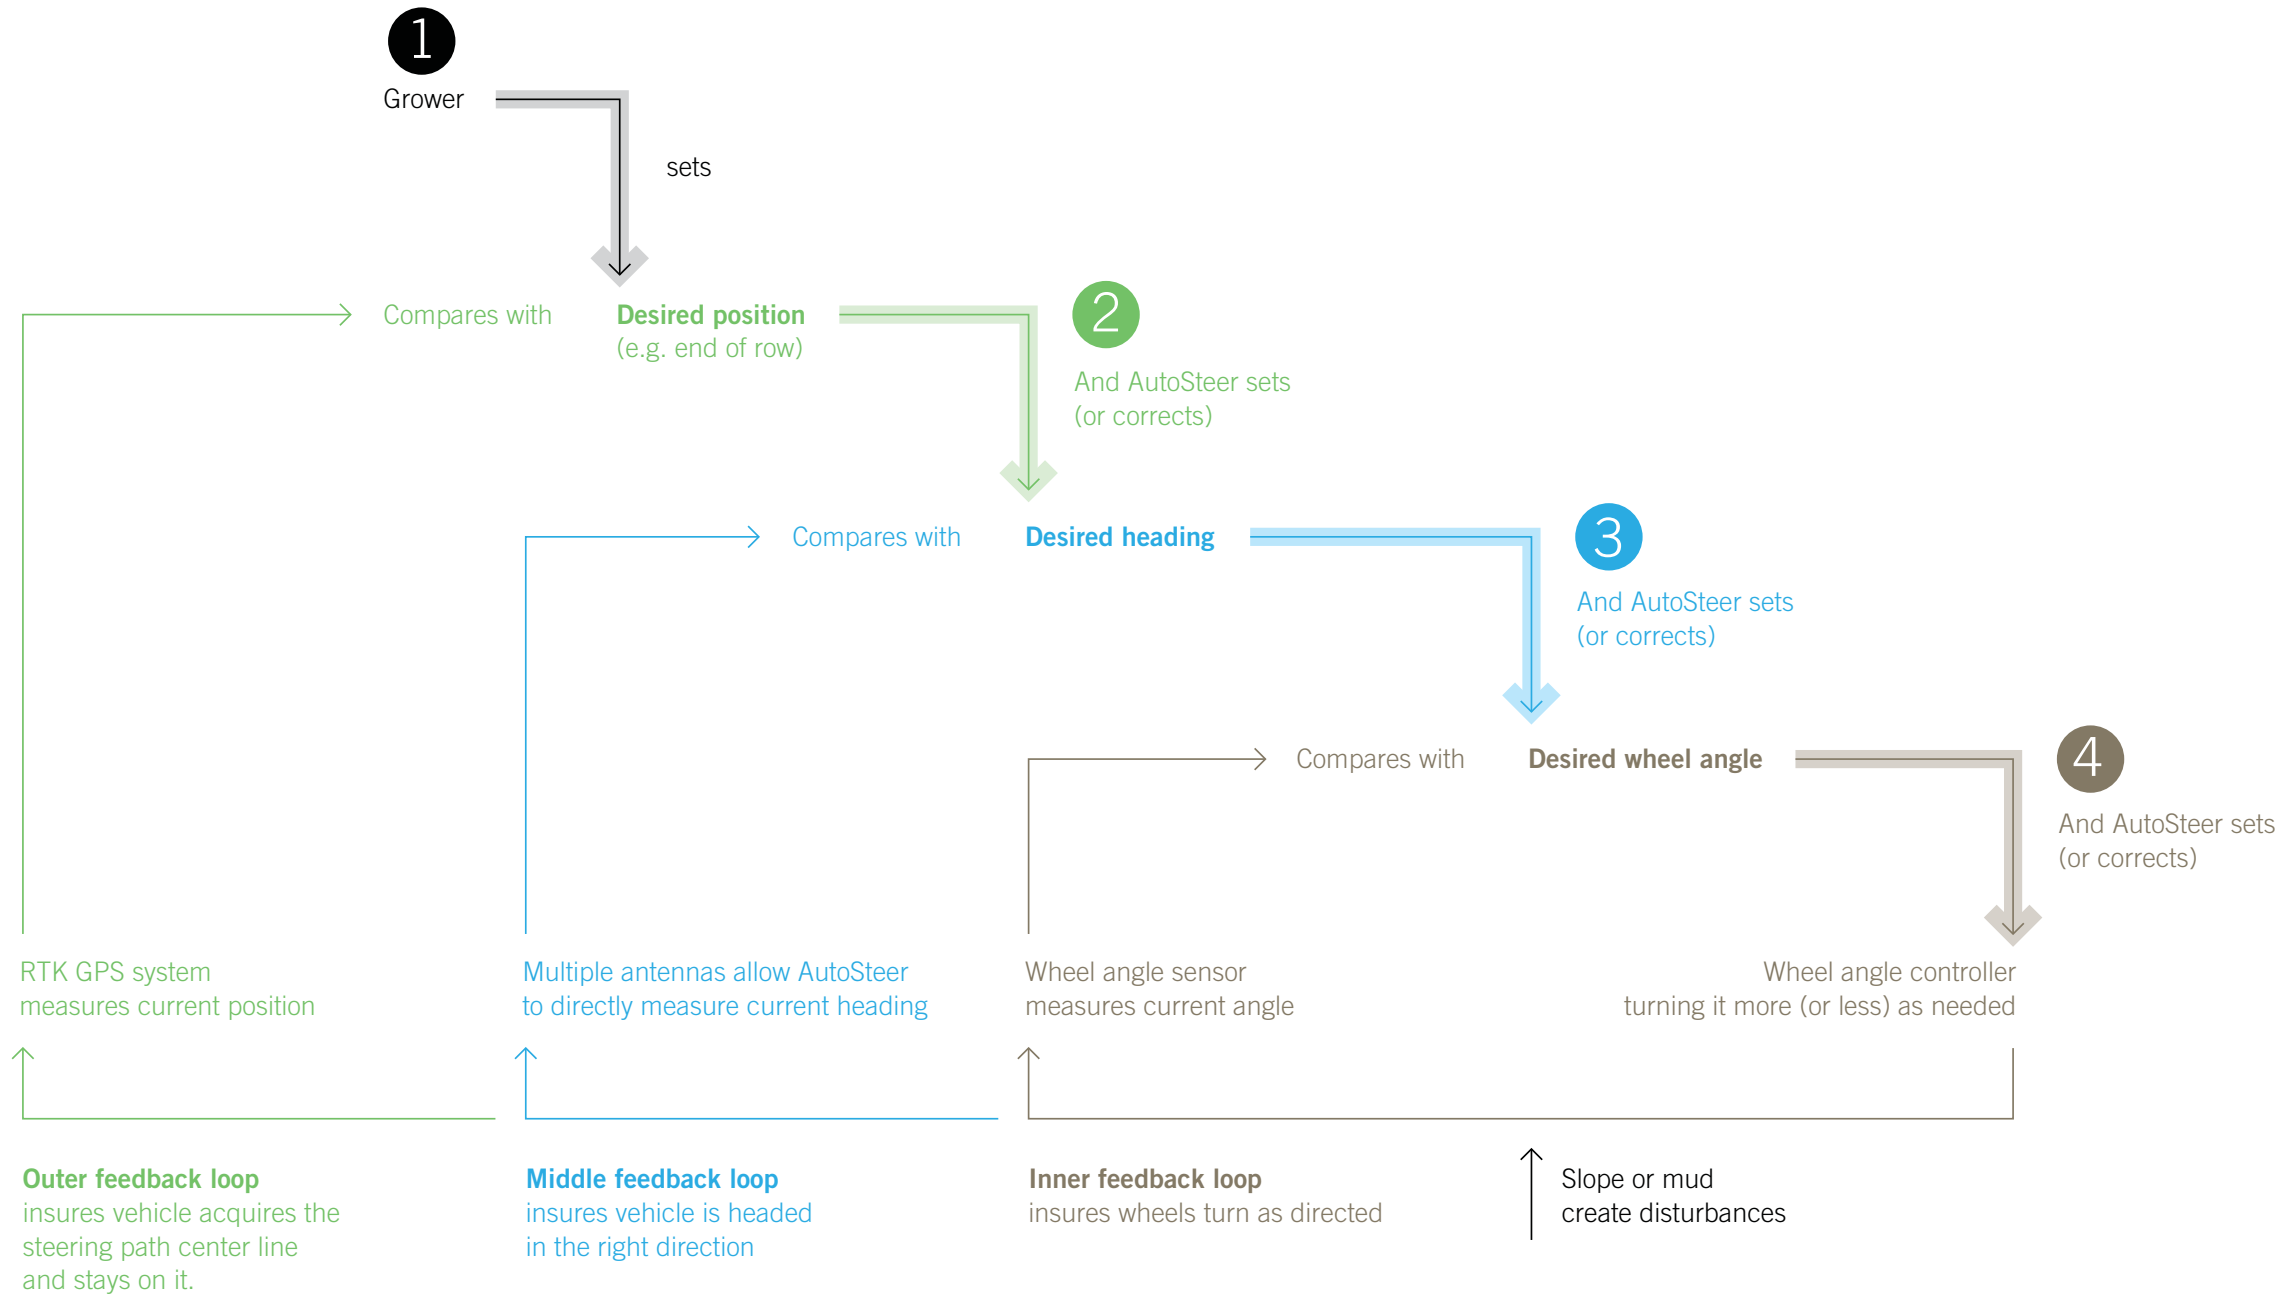 1
Grower
sets
Compares with
Desired position
(e.g. end of row)
2
And AutoSteer sets
(or corrects)
Compares with
Desired heading
3
And AutoSteer sets
(or corrects)
Compares with
Desired wheel angle
4
And AutoSteer sets
(or corrects)
RTK GPS system
measures current position
Multiple antennas allow AutoSteer
to directly measure current heading
Wheel angle sensor
measures current angle
Wheel angle controller
turning it more (or less) as needed
Outer feedback loop
insures vehicle acquires the
steering path center line
and stays on it.
Middle feedback loop
insures vehicle is headed
in the right direction
Inner feedback loop
insures wheels turn as directed
Slope or mud
create disturbances